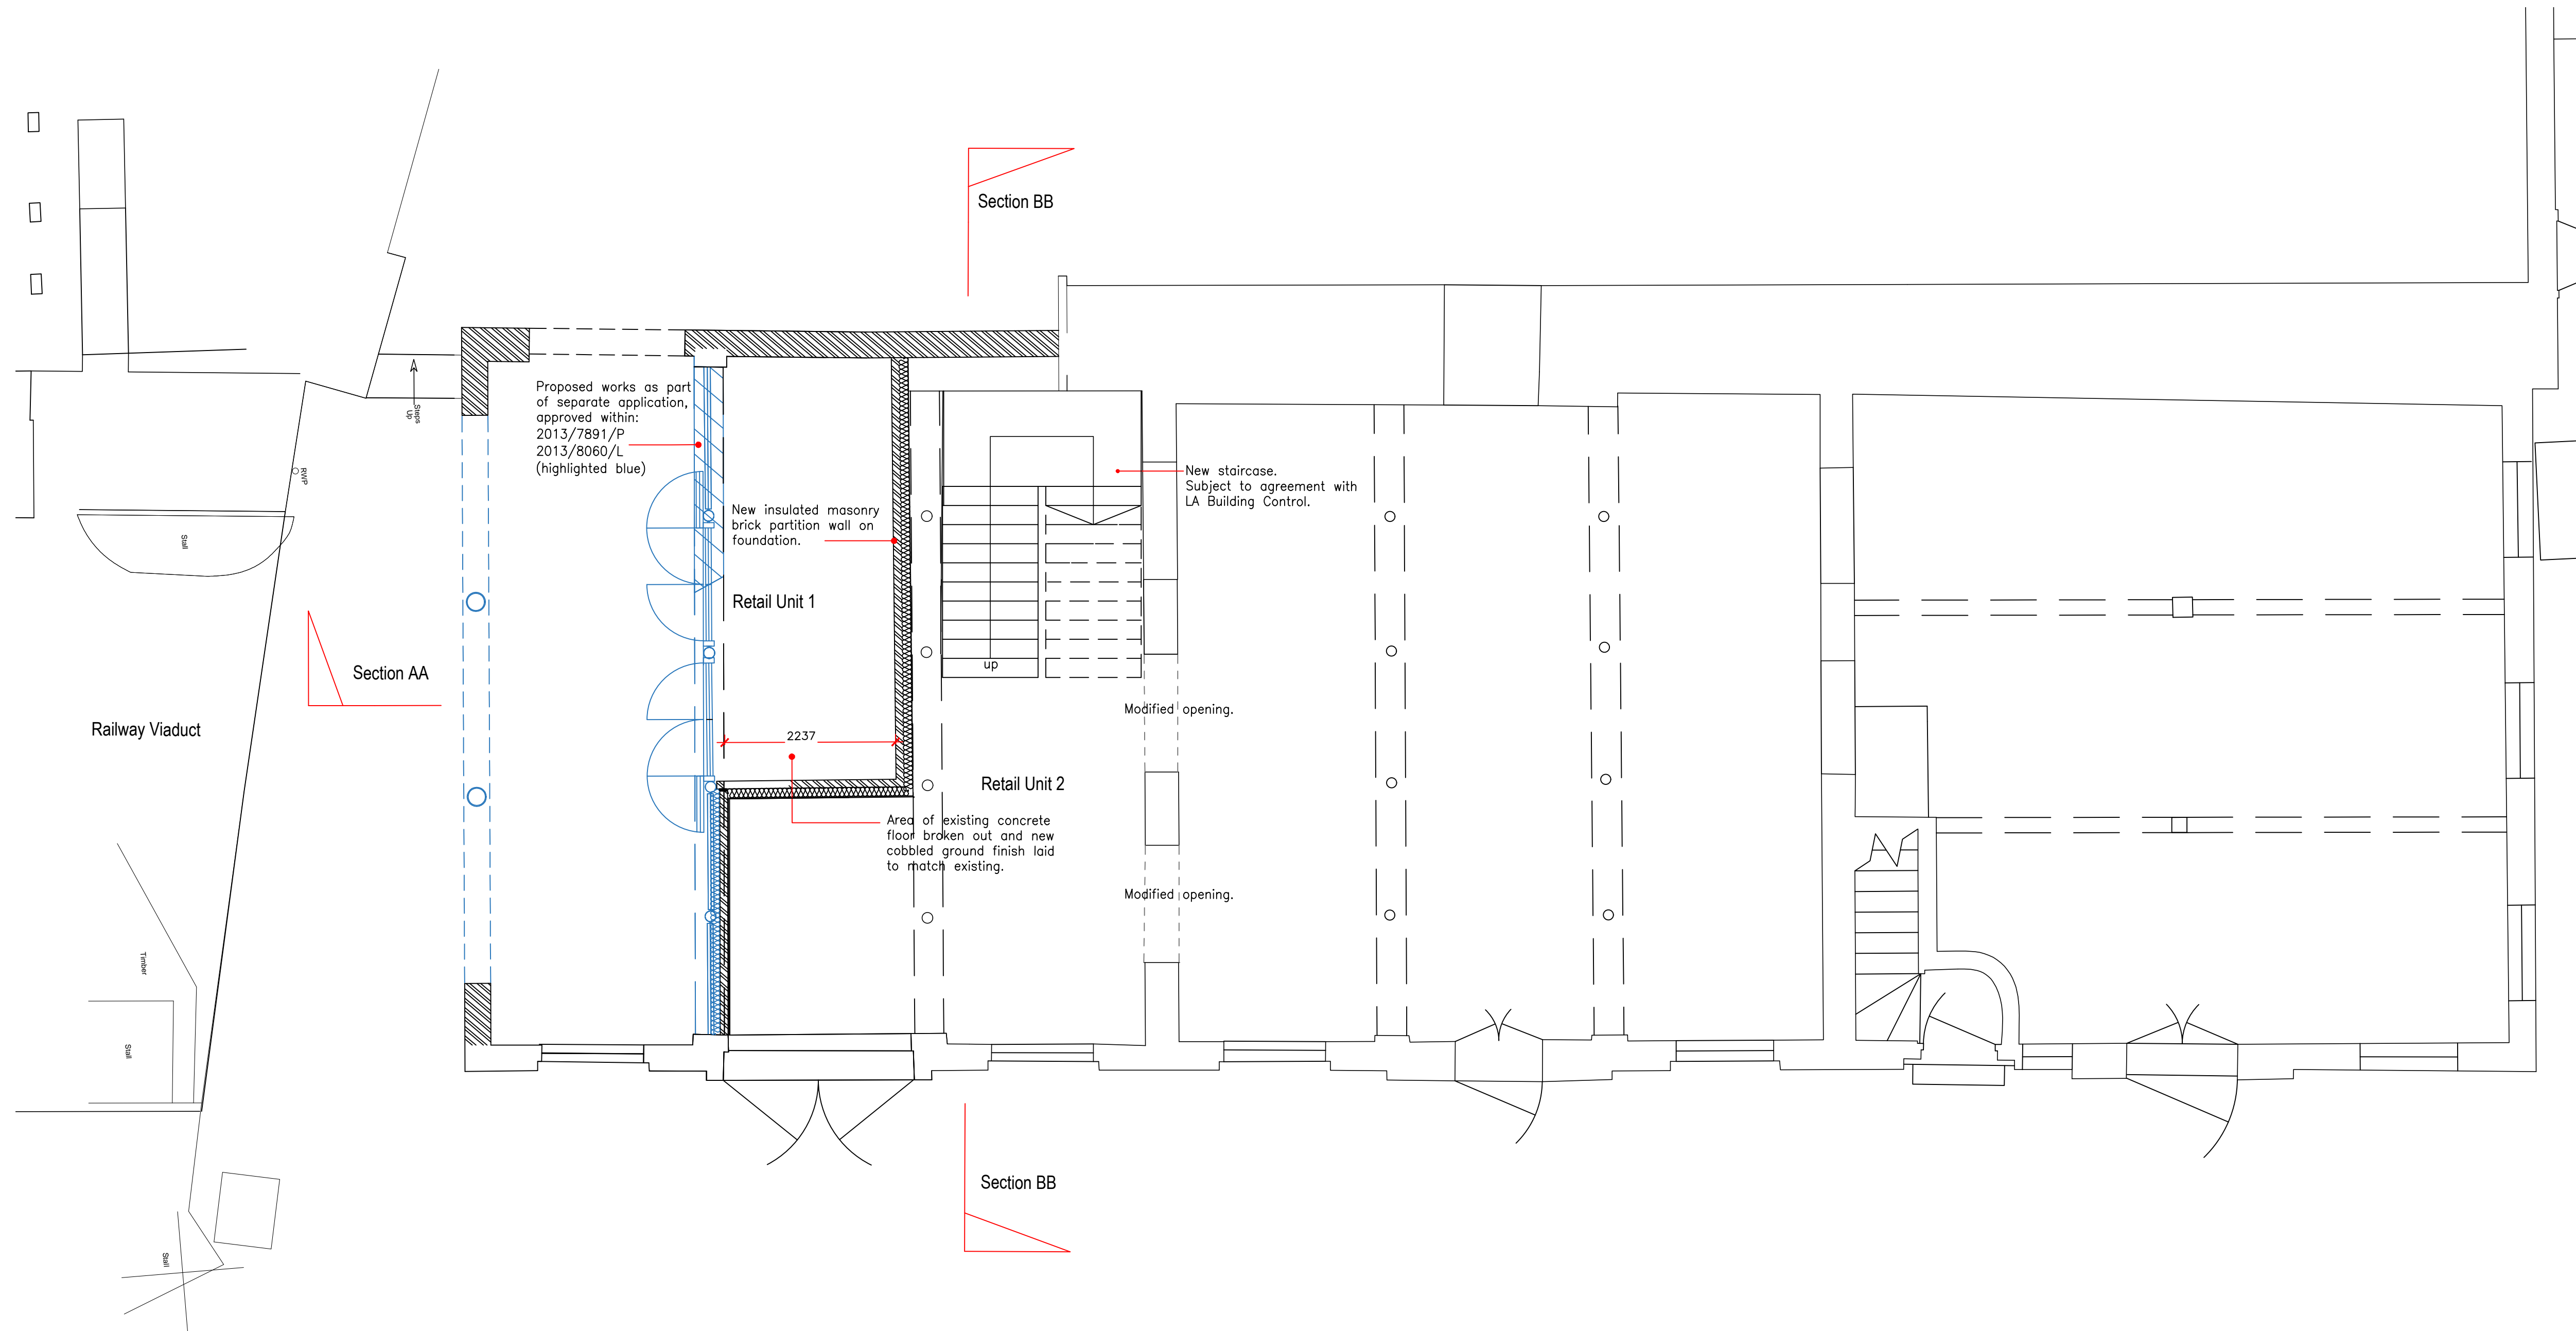 Section BB
Proposed works as part
of separate application,
approved within:
2013/7891/P
2013/8060/L
(highlighted blue)
Steps
Up
RWP
New staircase.
Subject to agreement with
LA Building Control.
New insulated masonry
brick partition wall on
foundation.
Stall
Retail Unit 1
up
Section AA
Modified opening.
Railway Viaduct
2237
Retail Unit 2
Area of existing concrete
floor broken out and new
cobbled ground finish laid
to match existing.
Modified opening.
Timber
Stall
Section BB
Stall